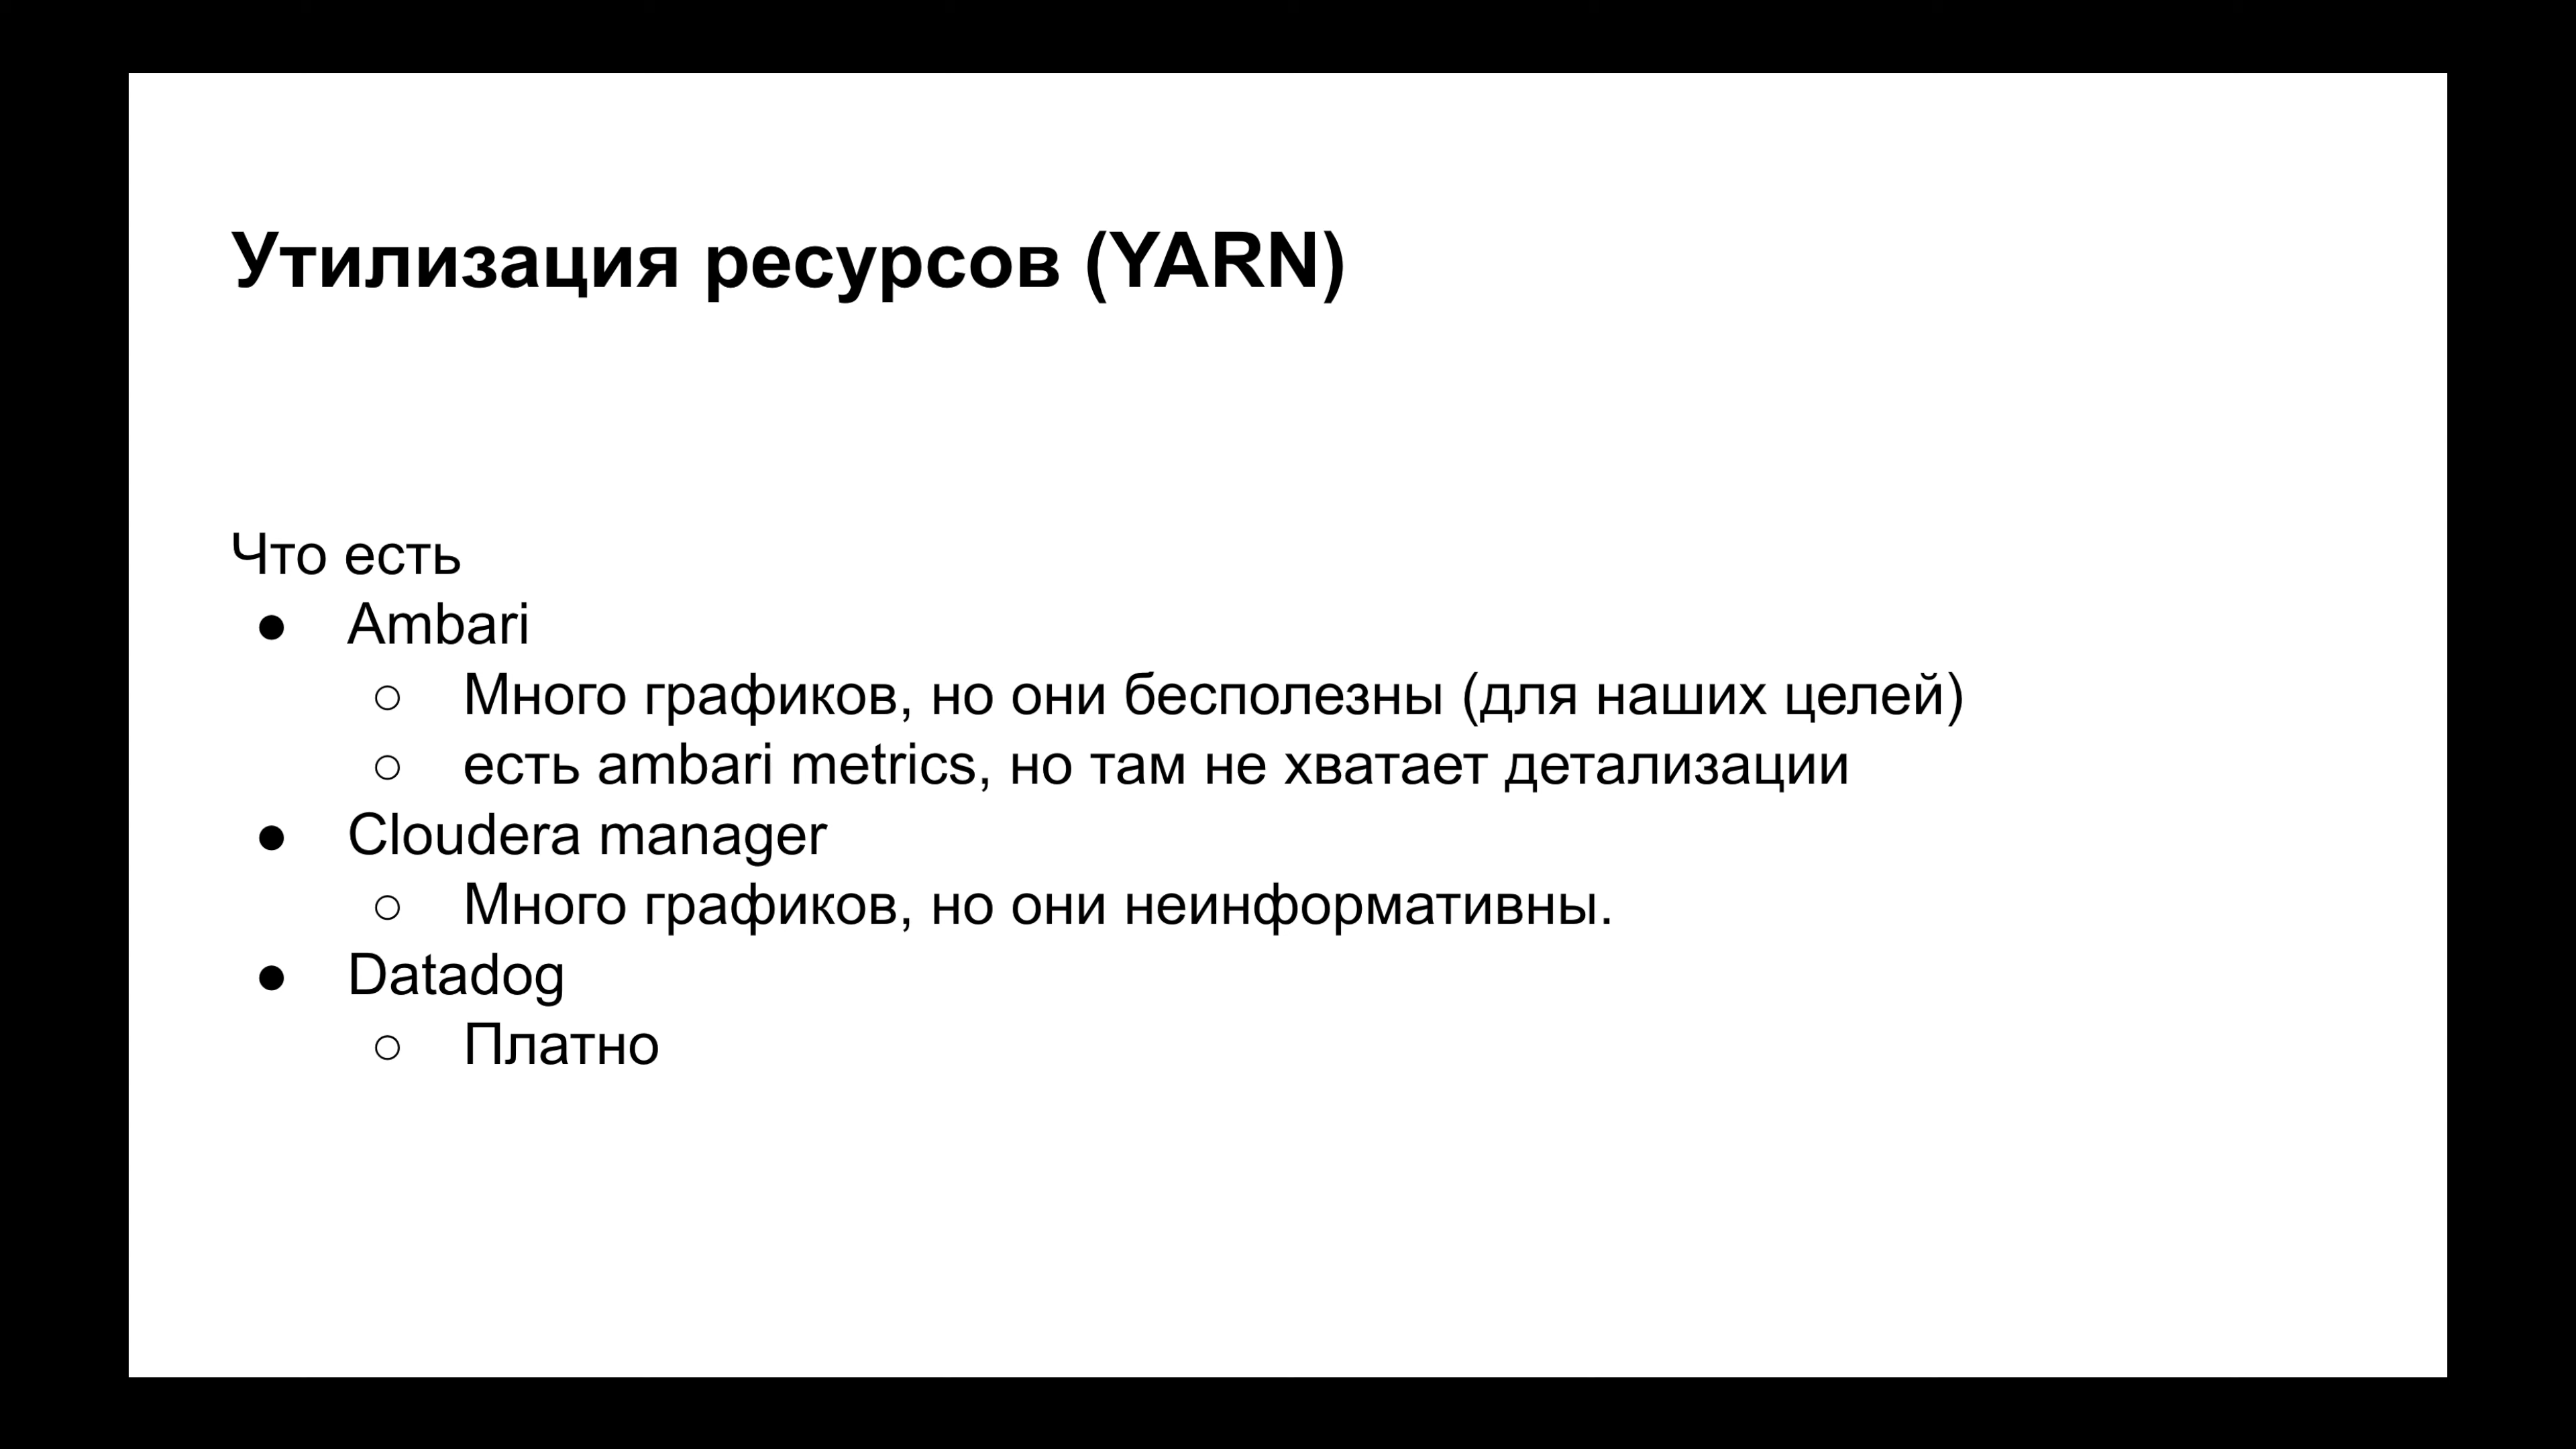 Утилизация ресурсов (YARN)
Что есть
● Ambari
○ Много графиков, но они бесполезны (для наших целей)
○ есть ambari metrics, но там не хватает детализации
● Cloudera manager
○ Много графиков, но они неинформативны.
● Datadog
○ Платно